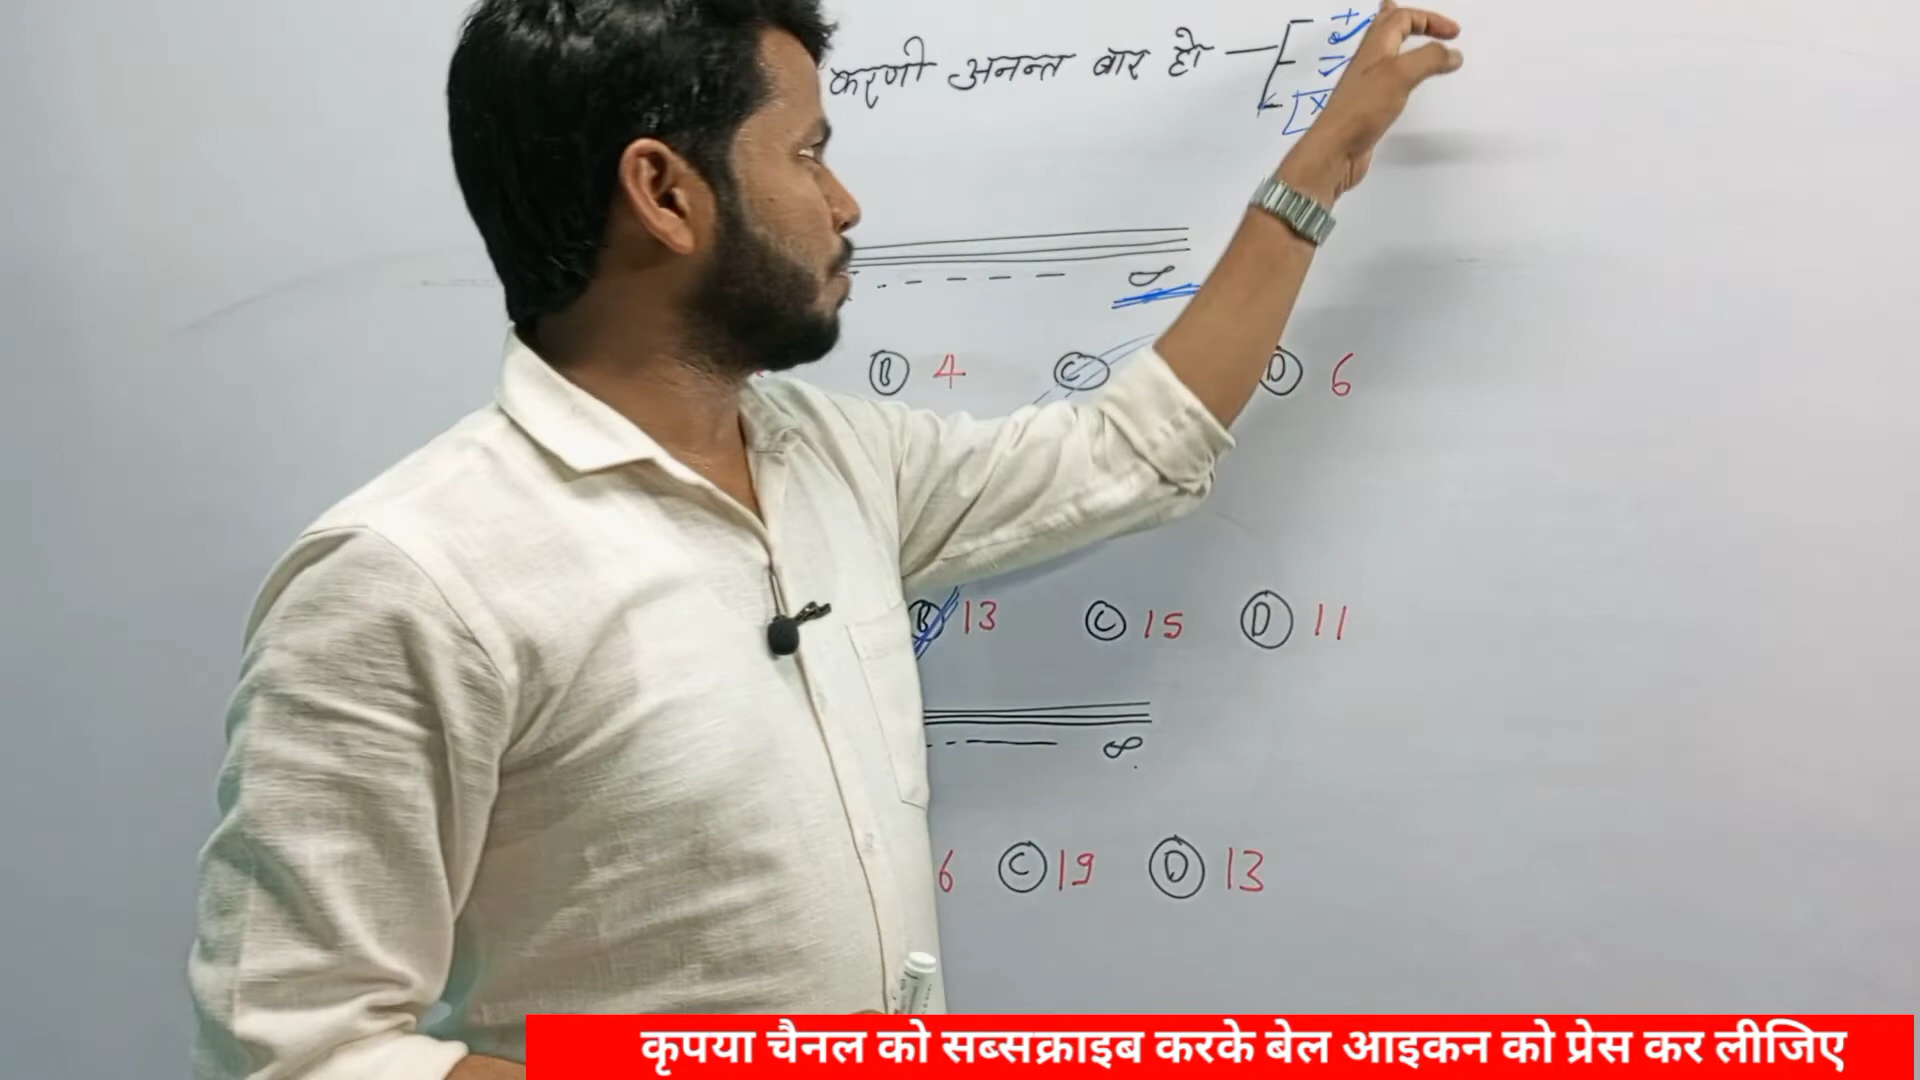 करणी अनन्त बार हो — + − ×
- - - - ∞
(B) 4 (C) (D) 6
(B) 13 (C) 15 (D) 11
- — ∞
6 (C) 19 (D) 13
कृपया चैनल को सब्सक्राइब करके बेल आइकन को प्रेस कर लीजिए